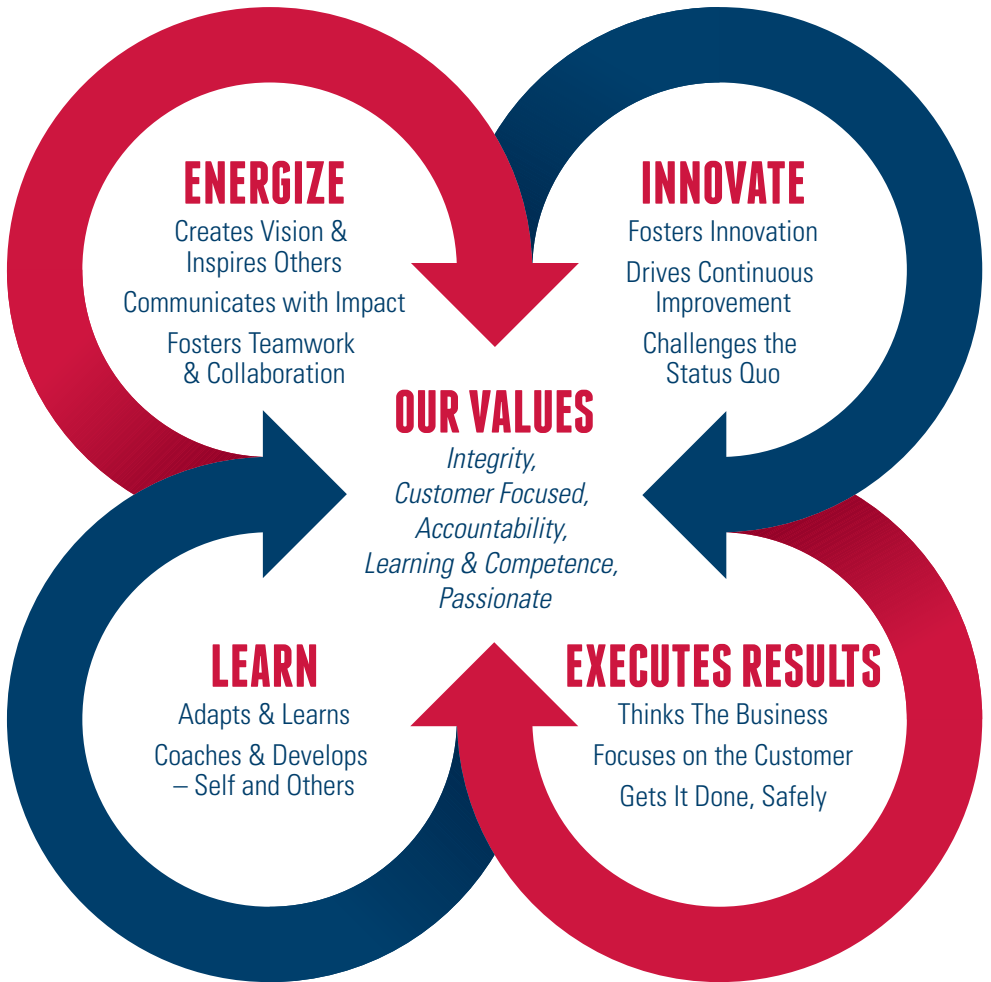 ENERGIZE
Creates Vision &
Inspires Others
Communicates with Impact
Fosters Teamwork
& Collaboration
INNOVATE
Fosters Innovation
Drives Continuous
Improvement
Challenges the
Status Quo
OUR VALUES
Integrity,
Customer Focused,
Accountability,
Learning & Competence,
Passionate
LEARN
Adapts & Learns
Coaches & Develops
– Self and Others
EXECUTES RESULTS
Thinks The Business
Focuses on the Customer
Gets It Done, Safely